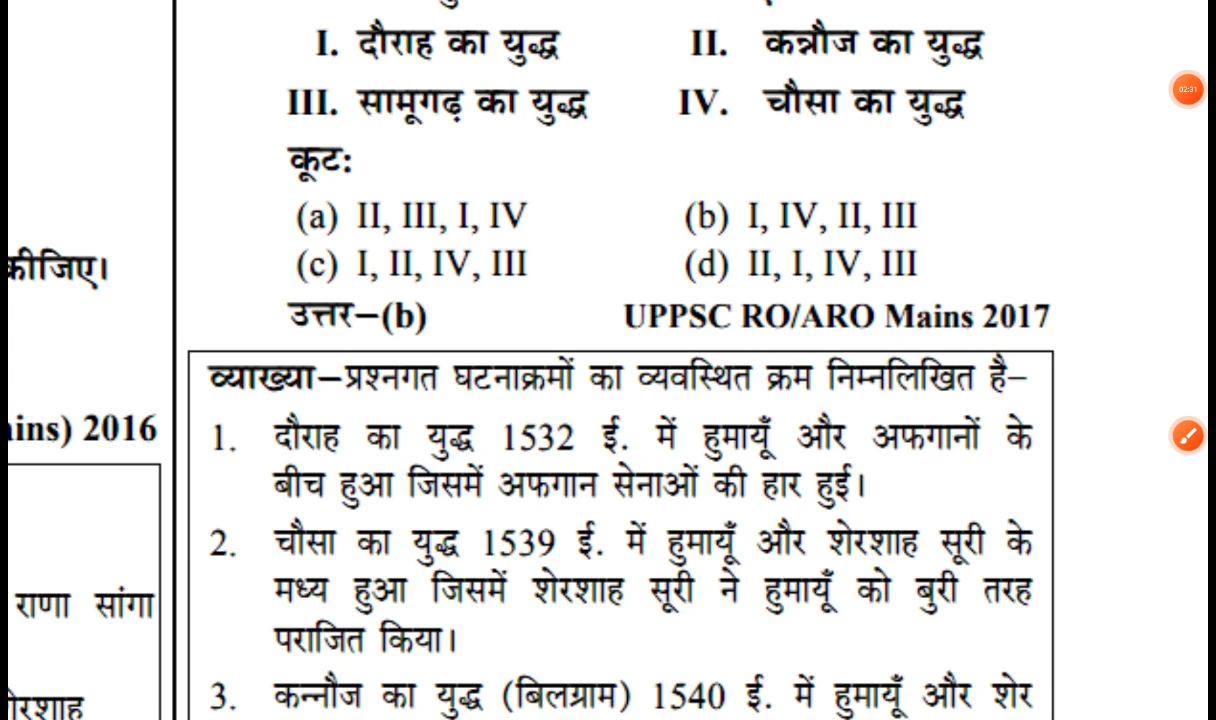 I. दौराह का युद्ध II. कन्नौज का युद्ध
III. सामूगढ़ का युद्ध IV. चौसा का युद्ध
कूट:
(a) II, III, I, IV (b) I, IV, II, III
(c) I, II, IV, III (d) II, I, IV, III
उत्तर–(b) UPPSC RO/ARO Mains 2017
व्याख्या–प्रश्नगत घटनाक्रमों का व्यवस्थित क्रम निम्नलिखित है–
1. दौराह का युद्ध 1532 ई. में हुमायूँ और अफगानों के
बीच हुआ जिसमें अफगान सेनाओं की हार हुई।
2. चौसा का युद्ध 1539 ई. में हुमायूँ और शेरशाह सूरी के
मध्य हुआ जिसमें शेरशाह सूरी ने हुमायूँ को बुरी तरह
पराजित किया।
3. कन्नौज का युद्ध (बिलग्राम) 1540 ई. में हुमायूँ और शेर
कीजिए।
ains) 2016
राणा सांगा
02:31